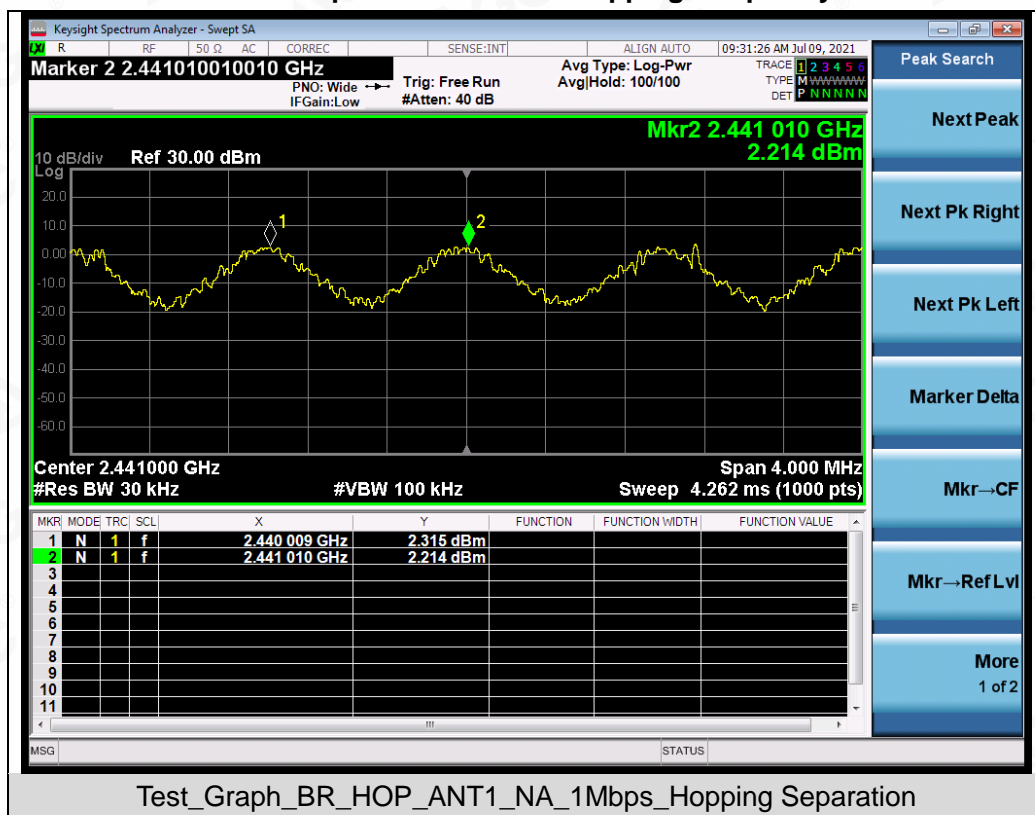 Keysight Spectrum Analyzer - Swept SA
LXI R RF 50 Ω AC CORREC SENSE:INT ALIGN AUTO 09:31:26 AM Jul 09, 2021
Marker 2 2.441010010010 GHz
PNO: Wide
IFGain:Low
Trig: Free Run
#Atten: 40 dB
Avg Type: Log-Pwr
Avg|Hold: 100/100
TRACE 1 2 3 4 5 6
TYPE M WWWWW
DET P N N N N N
Mkr2 2.441 010 GHz
2.214 dBm
10 dB/div Ref 30.00 dBm
Log
20.0
10.0
0.00
-10.0
-20.0
-30.0
-40.0
-50.0
-60.0
1
2
Center 2.441000 GHz Span 4.000 MHz
#Res BW 30 kHz #VBW 100 kHz Sweep 4.262 ms (1000 pts)
MKR MODE TRC SCL X Y FUNCTION FUNCTION WIDTH FUNCTION VALUE
1 N 1 f 2.440 009 GHz 2.315 dBm
2 N 1 f 2.441 010 GHz 2.214 dBm
3
4
5
6
7
8
9
10
11
MSG STATUS
Peak Search
Next Peak
Next Pk Right
Next Pk Left
Marker Delta
Mkr→CF
Mkr→Ref Lvl
More
1 of 2
Test_Graph_BR_HOP_ANT1_NA_1Mbps_Hopping Separation